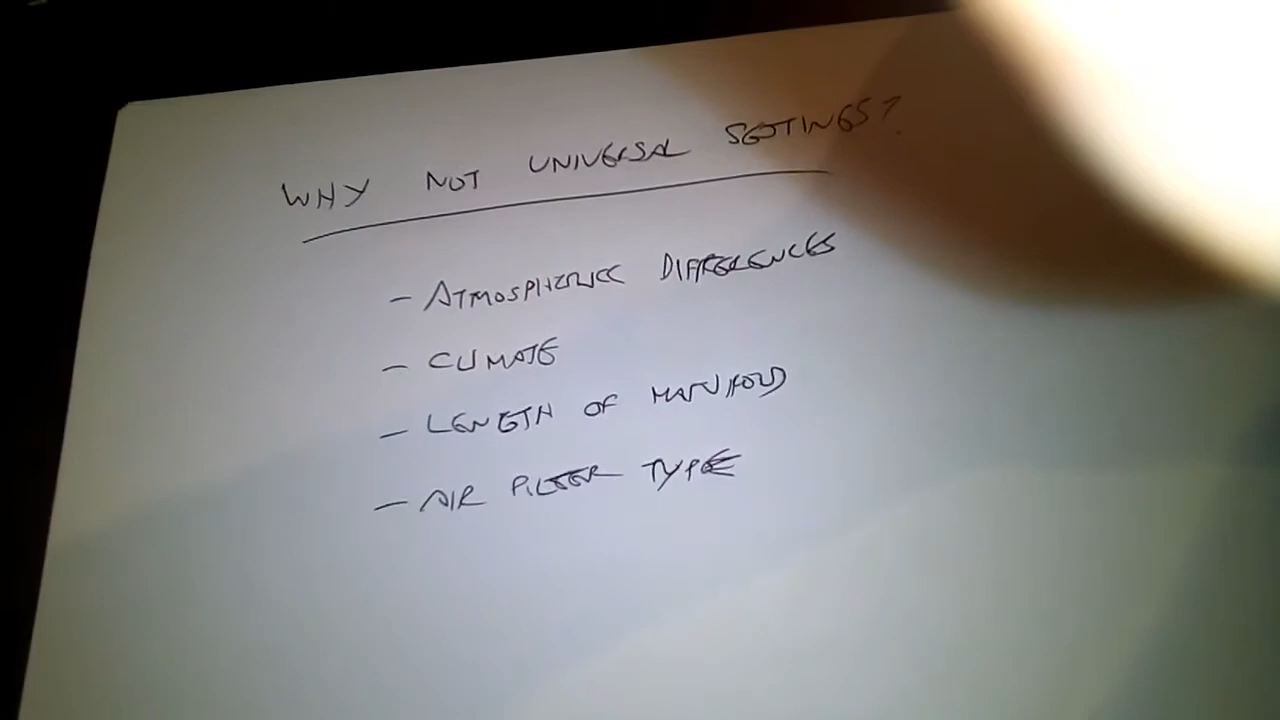 WHY NOT UNIVERSAL SETTINGS?
- ATMOSPHERIC DIFFERENCES
- CLIMATE
- LENGTH OF MANIFOLD
- AIR FILTER TYPE